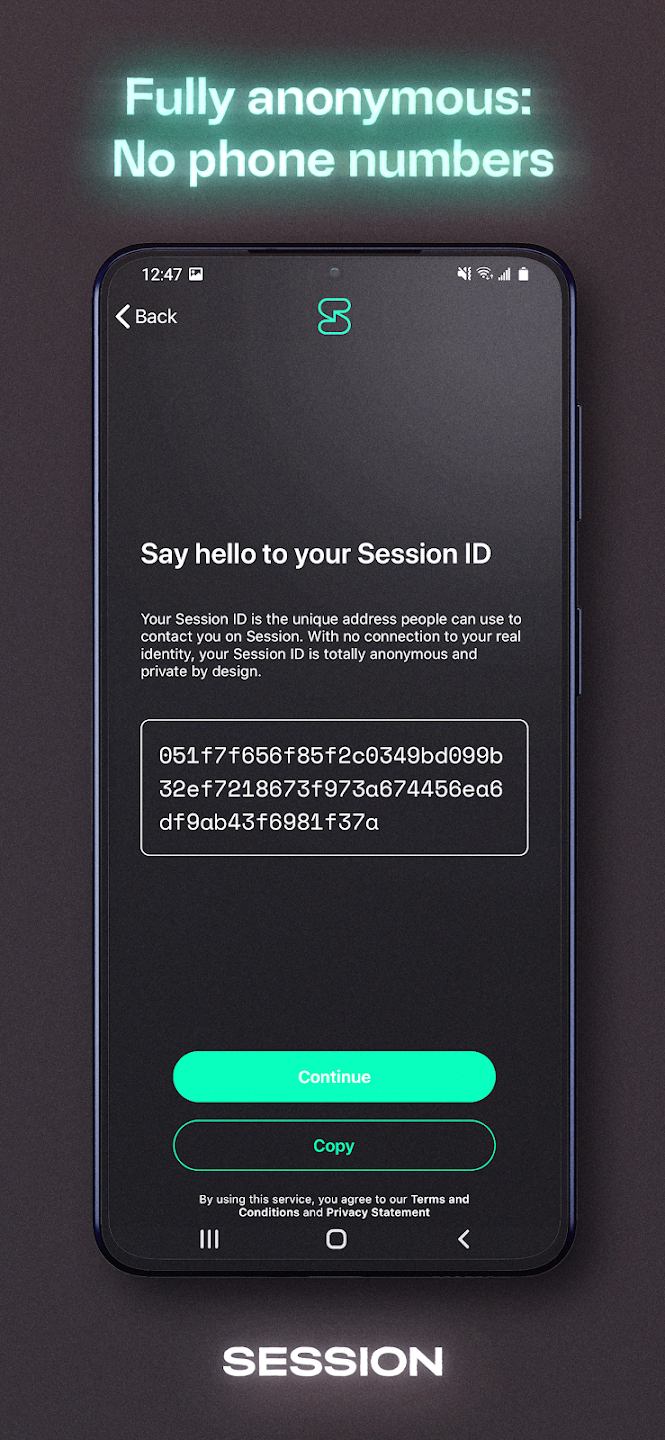 Fully anonymous:
No phone numbers
12:47
Back
Say hello to your Session ID
Your Session ID is the unique address people can use to
contact you on Session. With no connection to your real
identity, your Session ID is totally anonymous and
private by design.
051f7f656f85f2c0349bd099b
32ef7218673f973a674456ea6
df9ab43f6981f37a
Continue
Copy
By using this service, you agree to our Terms and
Conditions and Privacy Statement
SESSION